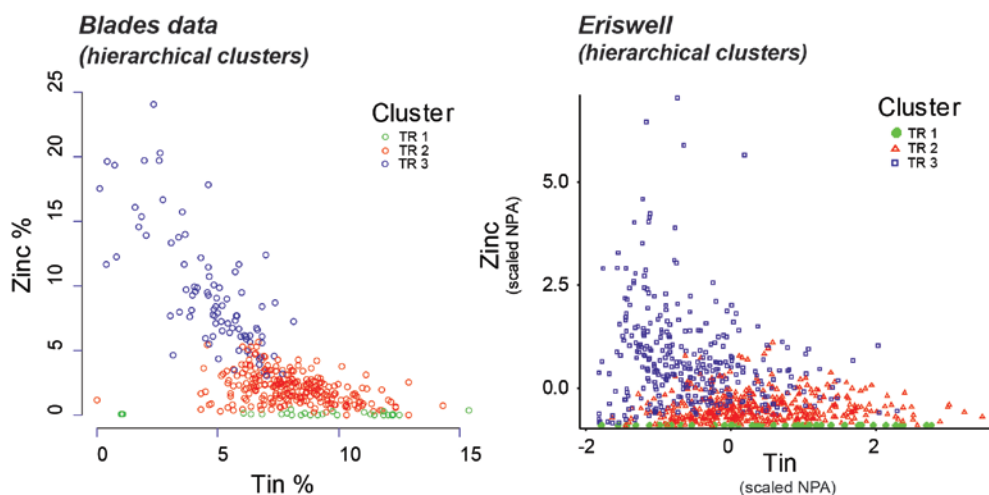 Blades data
(hierarchical clusters)
25
20
15
10
5
0
Zinc %
Cluster
TR 1
TR 2
TR 3
0
5
10
15
Tin %
Eriswell
(hierarchical clusters)
5.0
2.5
0.0
Zinc
(scaled NPA)
Cluster
TR 1
TR 2
TR 3
-2
0
2
Tin
(scaled NPA)